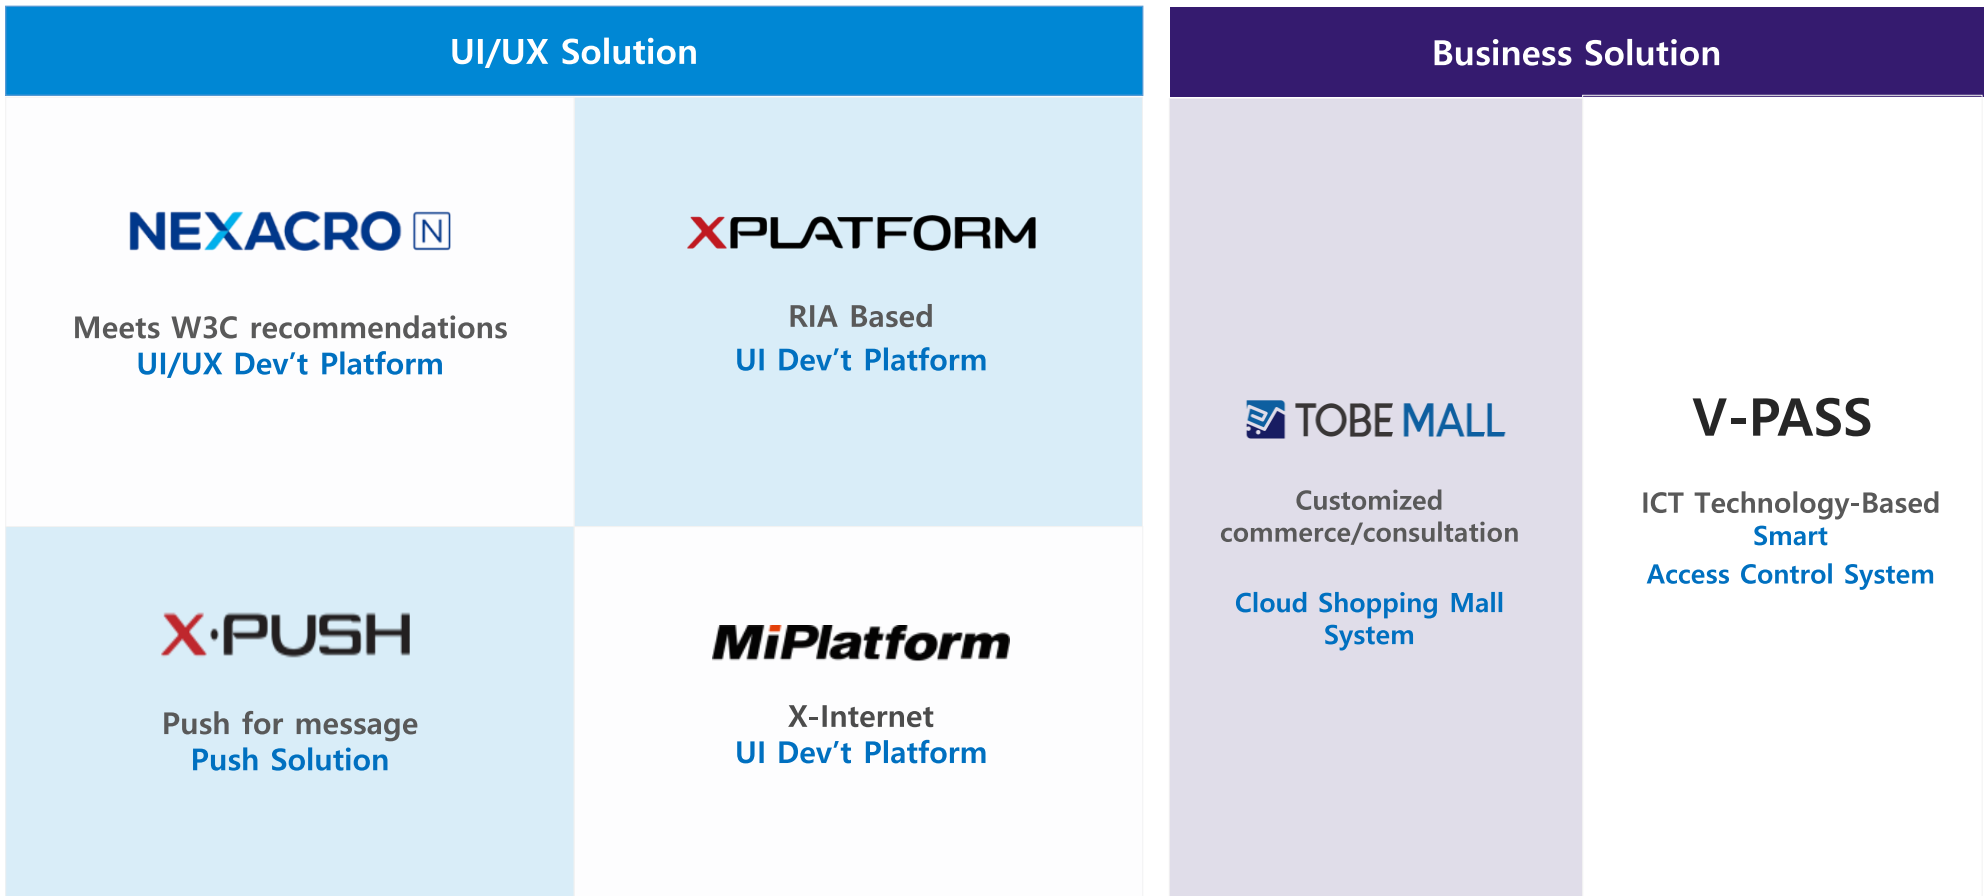 UI/UX Solution
NEXACRO N
Meets W3C recommendations
UI/UX Dev’t Platform
XPLATFORM
RIA Based
UI Dev’t Platform
X·PUSH
Push for message
Push Solution
MiPlatform
X-Internet
UI Dev’t Platform
Business Solution
TOBE MALL
Customized
commerce/consultation
Cloud Shopping Mall
System
V-PASS
ICT Technology-Based
Smart
Access Control System